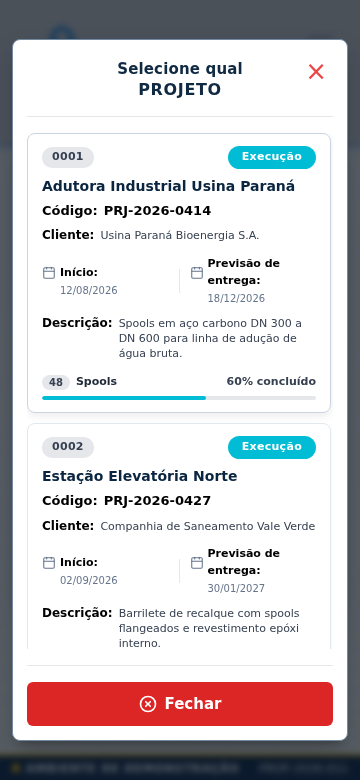 Selecione qual
PROJETO
0001
Execução
Adutora Industrial Usina Paraná
Código: PRJ-2026-0414
Cliente: Usina Paraná Bioenergia S.A.
Início:
12/08/2026
Previsão de
entrega:
18/12/2026
Descrição: Spools em aço carbono DN 300 a
DN 600 para linha de adução de
água bruta.
48 Spools
60% concluído
0002
Execução
Estação Elevatória Norte
Código: PRJ-2026-0427
Cliente: Companhia de Saneamento Vale Verde
Início:
02/09/2026
Previsão de
entrega:
30/01/2027
Descrição: Barrilete de recalque com spools
flangeados e revestimento epóxi
interno.
Fechar
AMBIENTE DE DEMONSTRAÇÃO